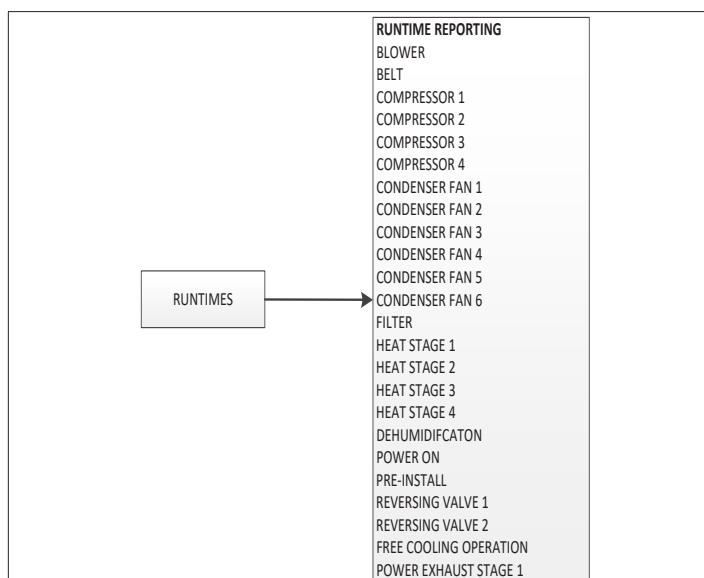 RUNTIME REPORTING
BLOWER
BELT
COMPRESSOR 1
COMPRESSOR 2
COMPRESSOR 3
COMPRESSOR 4
CONDENSER FAN 1
CONDENSER FAN 2
CONDENSER FAN 3
CONDENSER FAN 4
CONDENSER FAN 5
RUNTIMES
CONDENSER FAN 6
FILTER
HEAT STAGE 1
HEAT STAGE 2
HEAT STAGE 3
HEAT STAGE 4
DEHUMIDIFCATON
POWER ON
PRE-INSTALL
REVERSING VALVE 1
REVERSING VALVE 2
FREE COOLING OPERATION
POWER EXHAUST STAGE 1